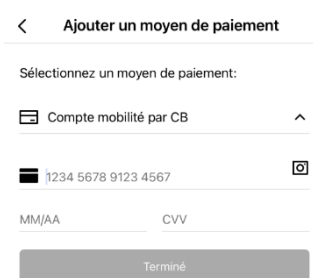 Ajouter un moyen de paiement
Sélectionnez un moyen de paiement:
Compte mobilité par CB
1234 5678 9123 4567
MM/AA CVV
Terminé